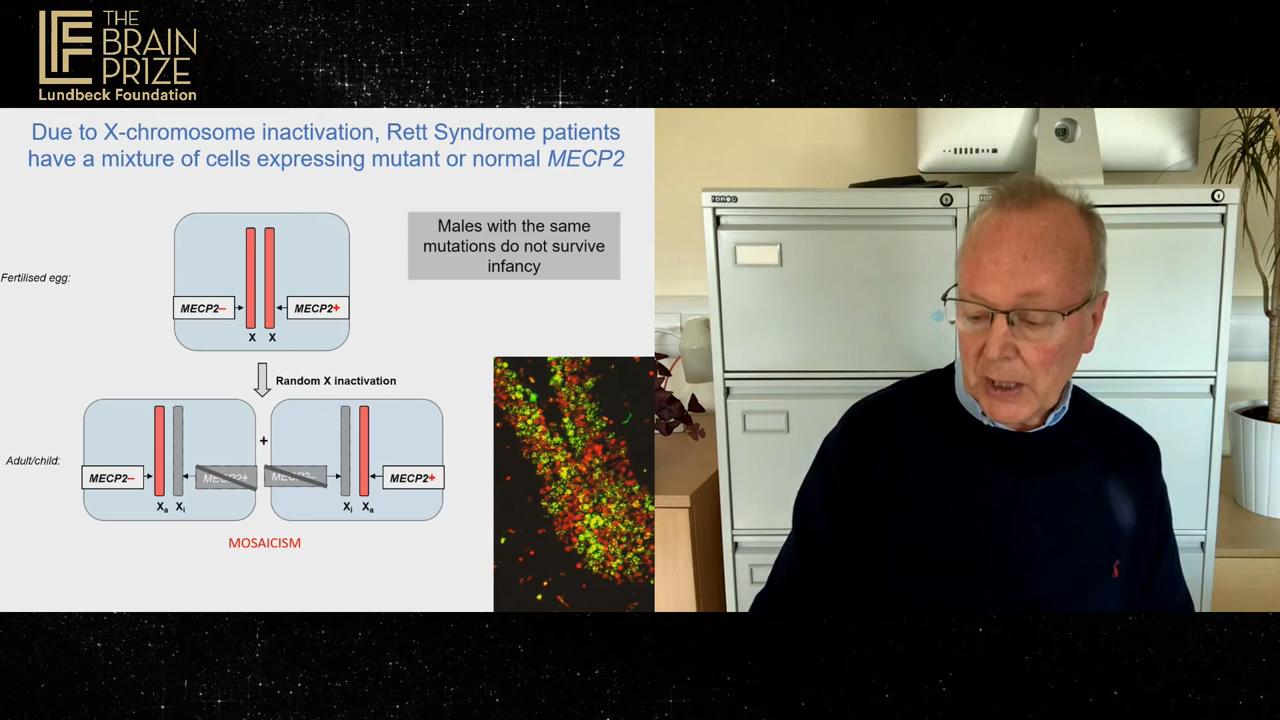 THE
BRAIN
PRIZE
Lundbeck Foundation
Due to X-chromosome inactivation, Rett Syndrome patients
have a mixture of cells expressing mutant or normal MECP2
Males with the same
mutations do not survive
infancy
Fertilised egg:
MECP2–
MECP2+
X X
Random X inactivation
+
Adult/child:
MECP2–
MECP2+
MECP2–
MECP2+
Xa Xi
Xi Xa
MOSAICISM
roneo